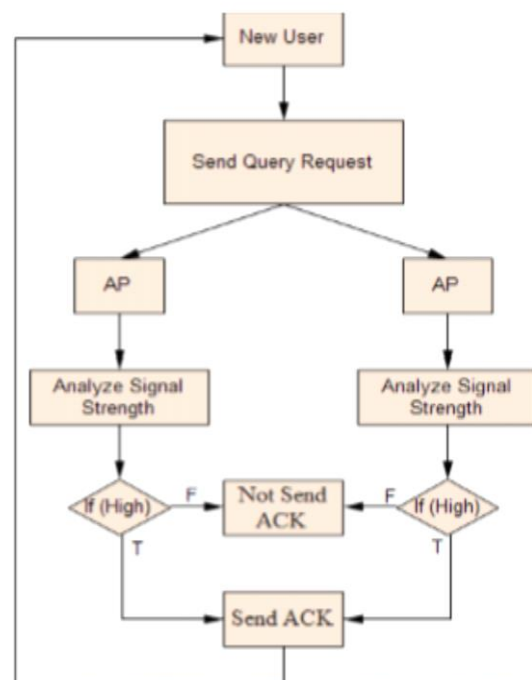 New User
Send Query Request
AP
AP
Analyze Signal
Strength
Analyze Signal
Strength
If (High)
F
Not Send
ACK
F
If (High)
T
T
Send ACK